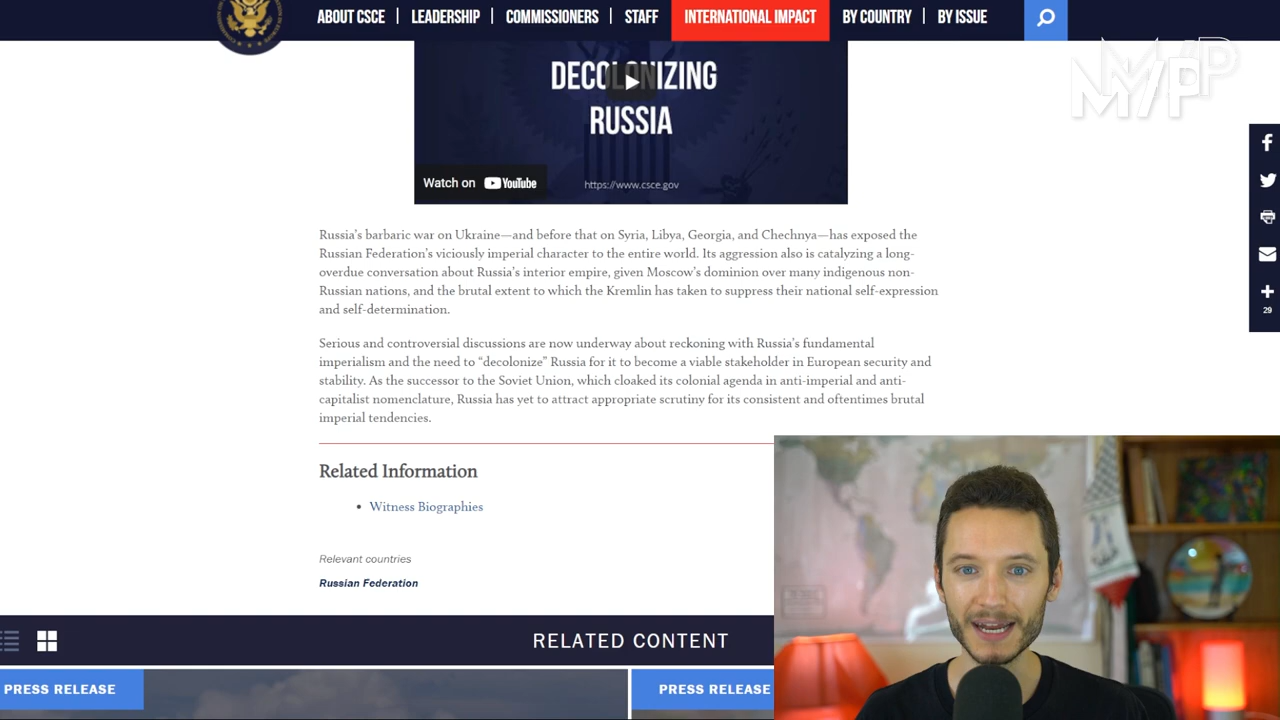 ABOUT CSCE
LEADERSHIP
COMMISSIONERS
STAFF
INTERNATIONAL IMPACT
BY COUNTRY
BY ISSUE
M/P
DECOLONIZING
RUSSIA
Watch on YouTube
https://www.csce.gov
29
Russia's barbaric war on Ukraine—and before that on Syria, Libya, Georgia, and Chechnya—has exposed the
Russian Federation's viciously imperial character to the entire world. Its aggression also is catalyzing a long-
overdue conversation about Russia's interior empire, given Moscow's dominion over many indigenous non-
Russian nations, and the brutal extent to which the Kremlin has taken to suppress their national self-expression
and self-determination.
Serious and controversial discussions are now underway about reckoning with Russia's fundamental
imperialism and the need to “decolonize” Russia for it to become a viable stakeholder in European security and
stability. As the successor to the Soviet Union, which cloaked its colonial agenda in anti-imperial and anti-
capitalist nomenclature, Russia has yet to attract appropriate scrutiny for its consistent and oftentimes brutal
imperial tendencies.
Related Information
• Witness Biographies
Relevant countries
Russian Federation
RELATED CONTENT
PRESS RELEASE
PRESS RELEASE